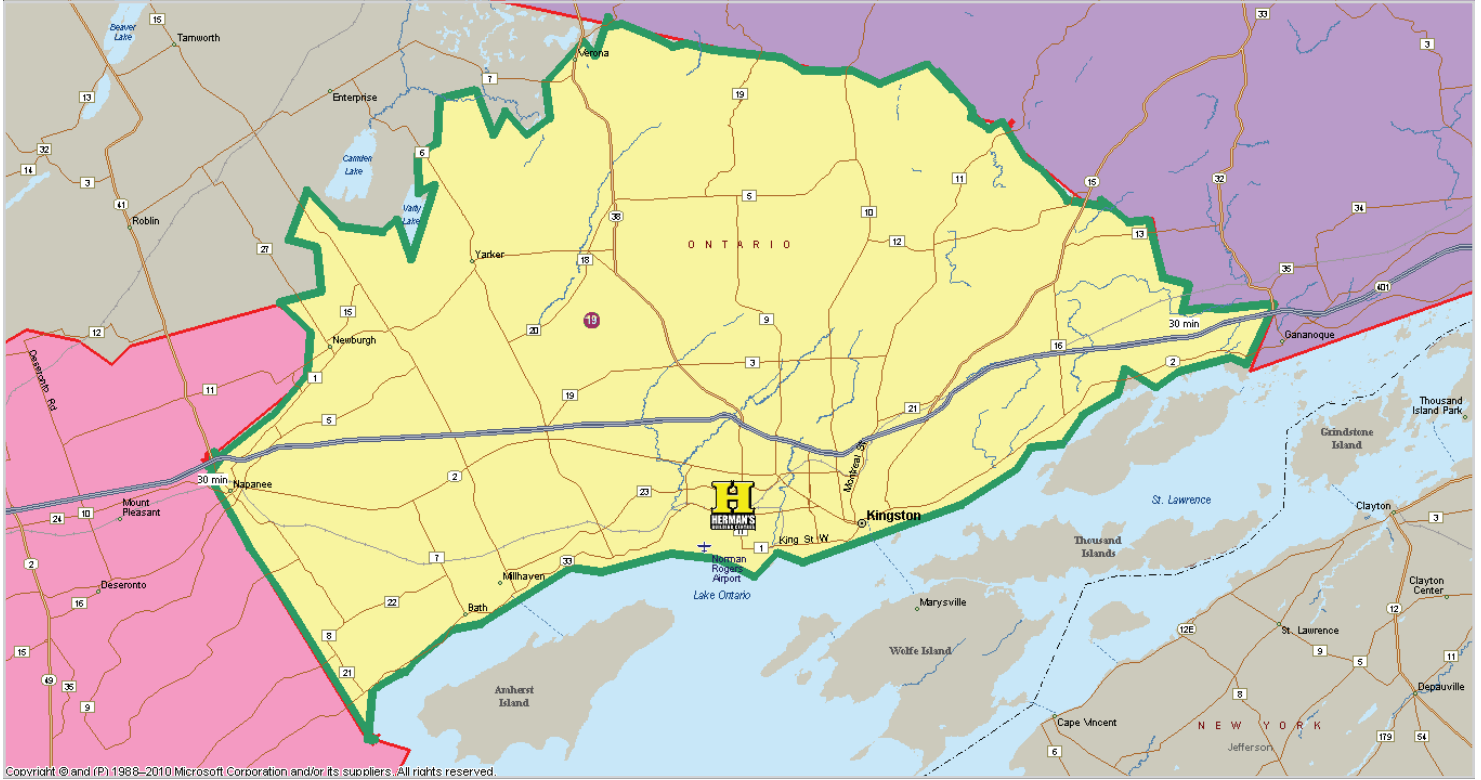 15
Beaver
Lake
Tamworth
33
3
Verona
7
19
Enterprise
13
32
14
3
Camden
Lake
6
41
Roblin
Varty
Lake
27
11
5
15
32
38
10
34
13
12
ONTARIO
Yarker
18
35
401
15
19
9
20
30 min
Gananoque
12
Newburgh
Deseronto Rd
1
11
5
3
16
2
19
21
Thousand
Island Park
Grindstone
Island
Montreal St
30 min
Napanee
2
23
H
HERMAN'S
BUILDING CENTRES
Mount
Pleasant
24
10
St. Lawrence
Clayton
3
Kingston
King St W
1
Thousand
Islands
2
7
33
Norman
Rogers
Airport
Lake Ontario
Millhaven
Deseronto
16
22
Bath
Marysville
Clayton
Center
12
12E
St. Lawrence
8
15
9
5
11
Wolfe Island
21
49
35
9
Amherst
Island
8
Depauville
Cape Vincent
NEW YORK
Jefferson
179
54
6
Copyright © and (P) 1988–2010 Microsoft Corporation and/or its suppliers. All rights reserved.